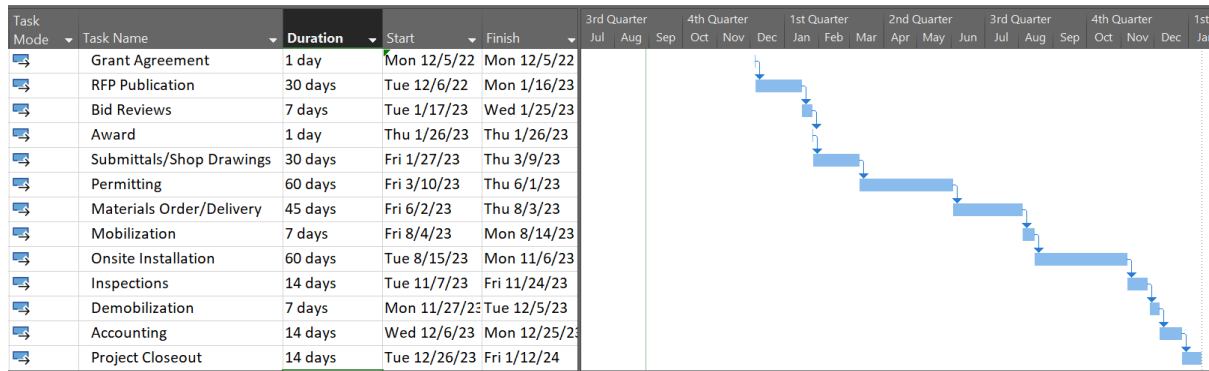 Task Mode Task Name Duration Start Finish
3rd Quarter 4th Quarter 1st Quarter 2nd Quarter 3rd Quarter 4th Quarter 1st
Jul Aug Sep Oct Nov Dec Jan Feb Mar Apr May Jun Jul Aug Sep Oct Nov Dec Ja
Grant Agreement 1 day Mon 12/5/22 Mon 12/5/22
RFP Publication 30 days Tue 12/6/22 Mon 1/16/23
Bid Reviews 7 days Tue 1/17/23 Wed 1/25/23
Award 1 day Thu 1/26/23 Thu 1/26/23
Submittals/Shop Drawings 30 days Fri 1/27/23 Thu 3/9/23
Permitting 60 days Fri 3/10/23 Thu 6/1/23
Materials Order/Delivery 45 days Fri 6/2/23 Thu 8/3/23
Mobilization 7 days Fri 8/4/23 Mon 8/14/23
Onsite Installation 60 days Tue 8/15/23 Mon 11/6/23
Inspections 14 days Tue 11/7/23 Fri 11/24/23
Demobilization 7 days Mon 11/27/23 Tue 12/5/23
Accounting 14 days Wed 12/6/23 Mon 12/25/23
Project Closeout 14 days Tue 12/26/23 Fri 1/12/24